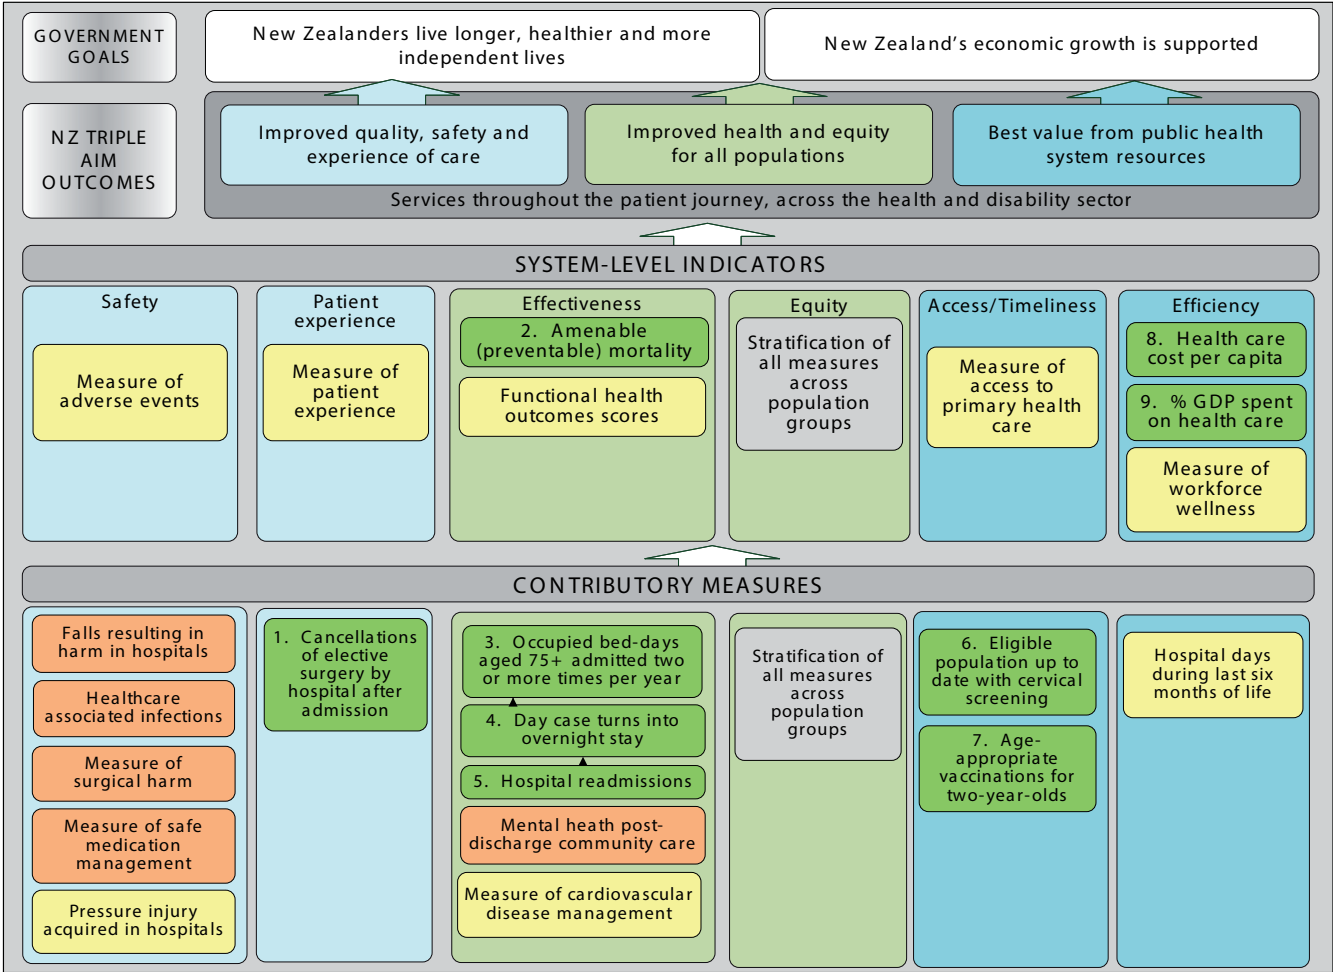 GOVERNMENT
GOALS
New Zealanders live longer, healthier and more
independent lives
New Zealand's economic growth is supported
NZ TRIPLE
AIM
OUTCOMES
Improved quality, safety and
experience of care
Improved health and equity
for all populations
Best value from public health
system resources
Services throughout the patient journey, across the health and disability sector
SYSTEM-LEVEL INDICATORS
Safety
Measure of
adverse events
Patient
experience
Measure of
patient
experience
Effectiveness
2. Amenable
(preventable) mortality
Functional health
outcomes scores
Equity
Stratification of
all measures
across
population
groups
Access/Timeliness
Measure of
access to
primary health
care
Efficiency
8. Health care
cost per capita
9. % GDP spent
on health care
Measure of
workforce
wellness
CONTRIBUTORY MEASURES
Falls resulting in
harm in hospitals
Healthcare
associated infections
Measure of
surgical harm
Measure of safe
medication
management
Pressure injury
acquired in hospitals
1. Cancellations
of elective
surgery by
hospital after
admission
3. Occupied bed-days
aged 75+ admitted two
or more times per year
4. Day case turns into
overnight stay
5. Hospital readmissions
Mental heath post-
discharge community care
Measure of cardiovascular
disease management
Stratification of
all measures
across
population
groups
6. Eligible
population up to
date with cervical
screening
7. Age-
appropriate
vaccinations for
two-year-olds
Hospital days
during last six
months of life